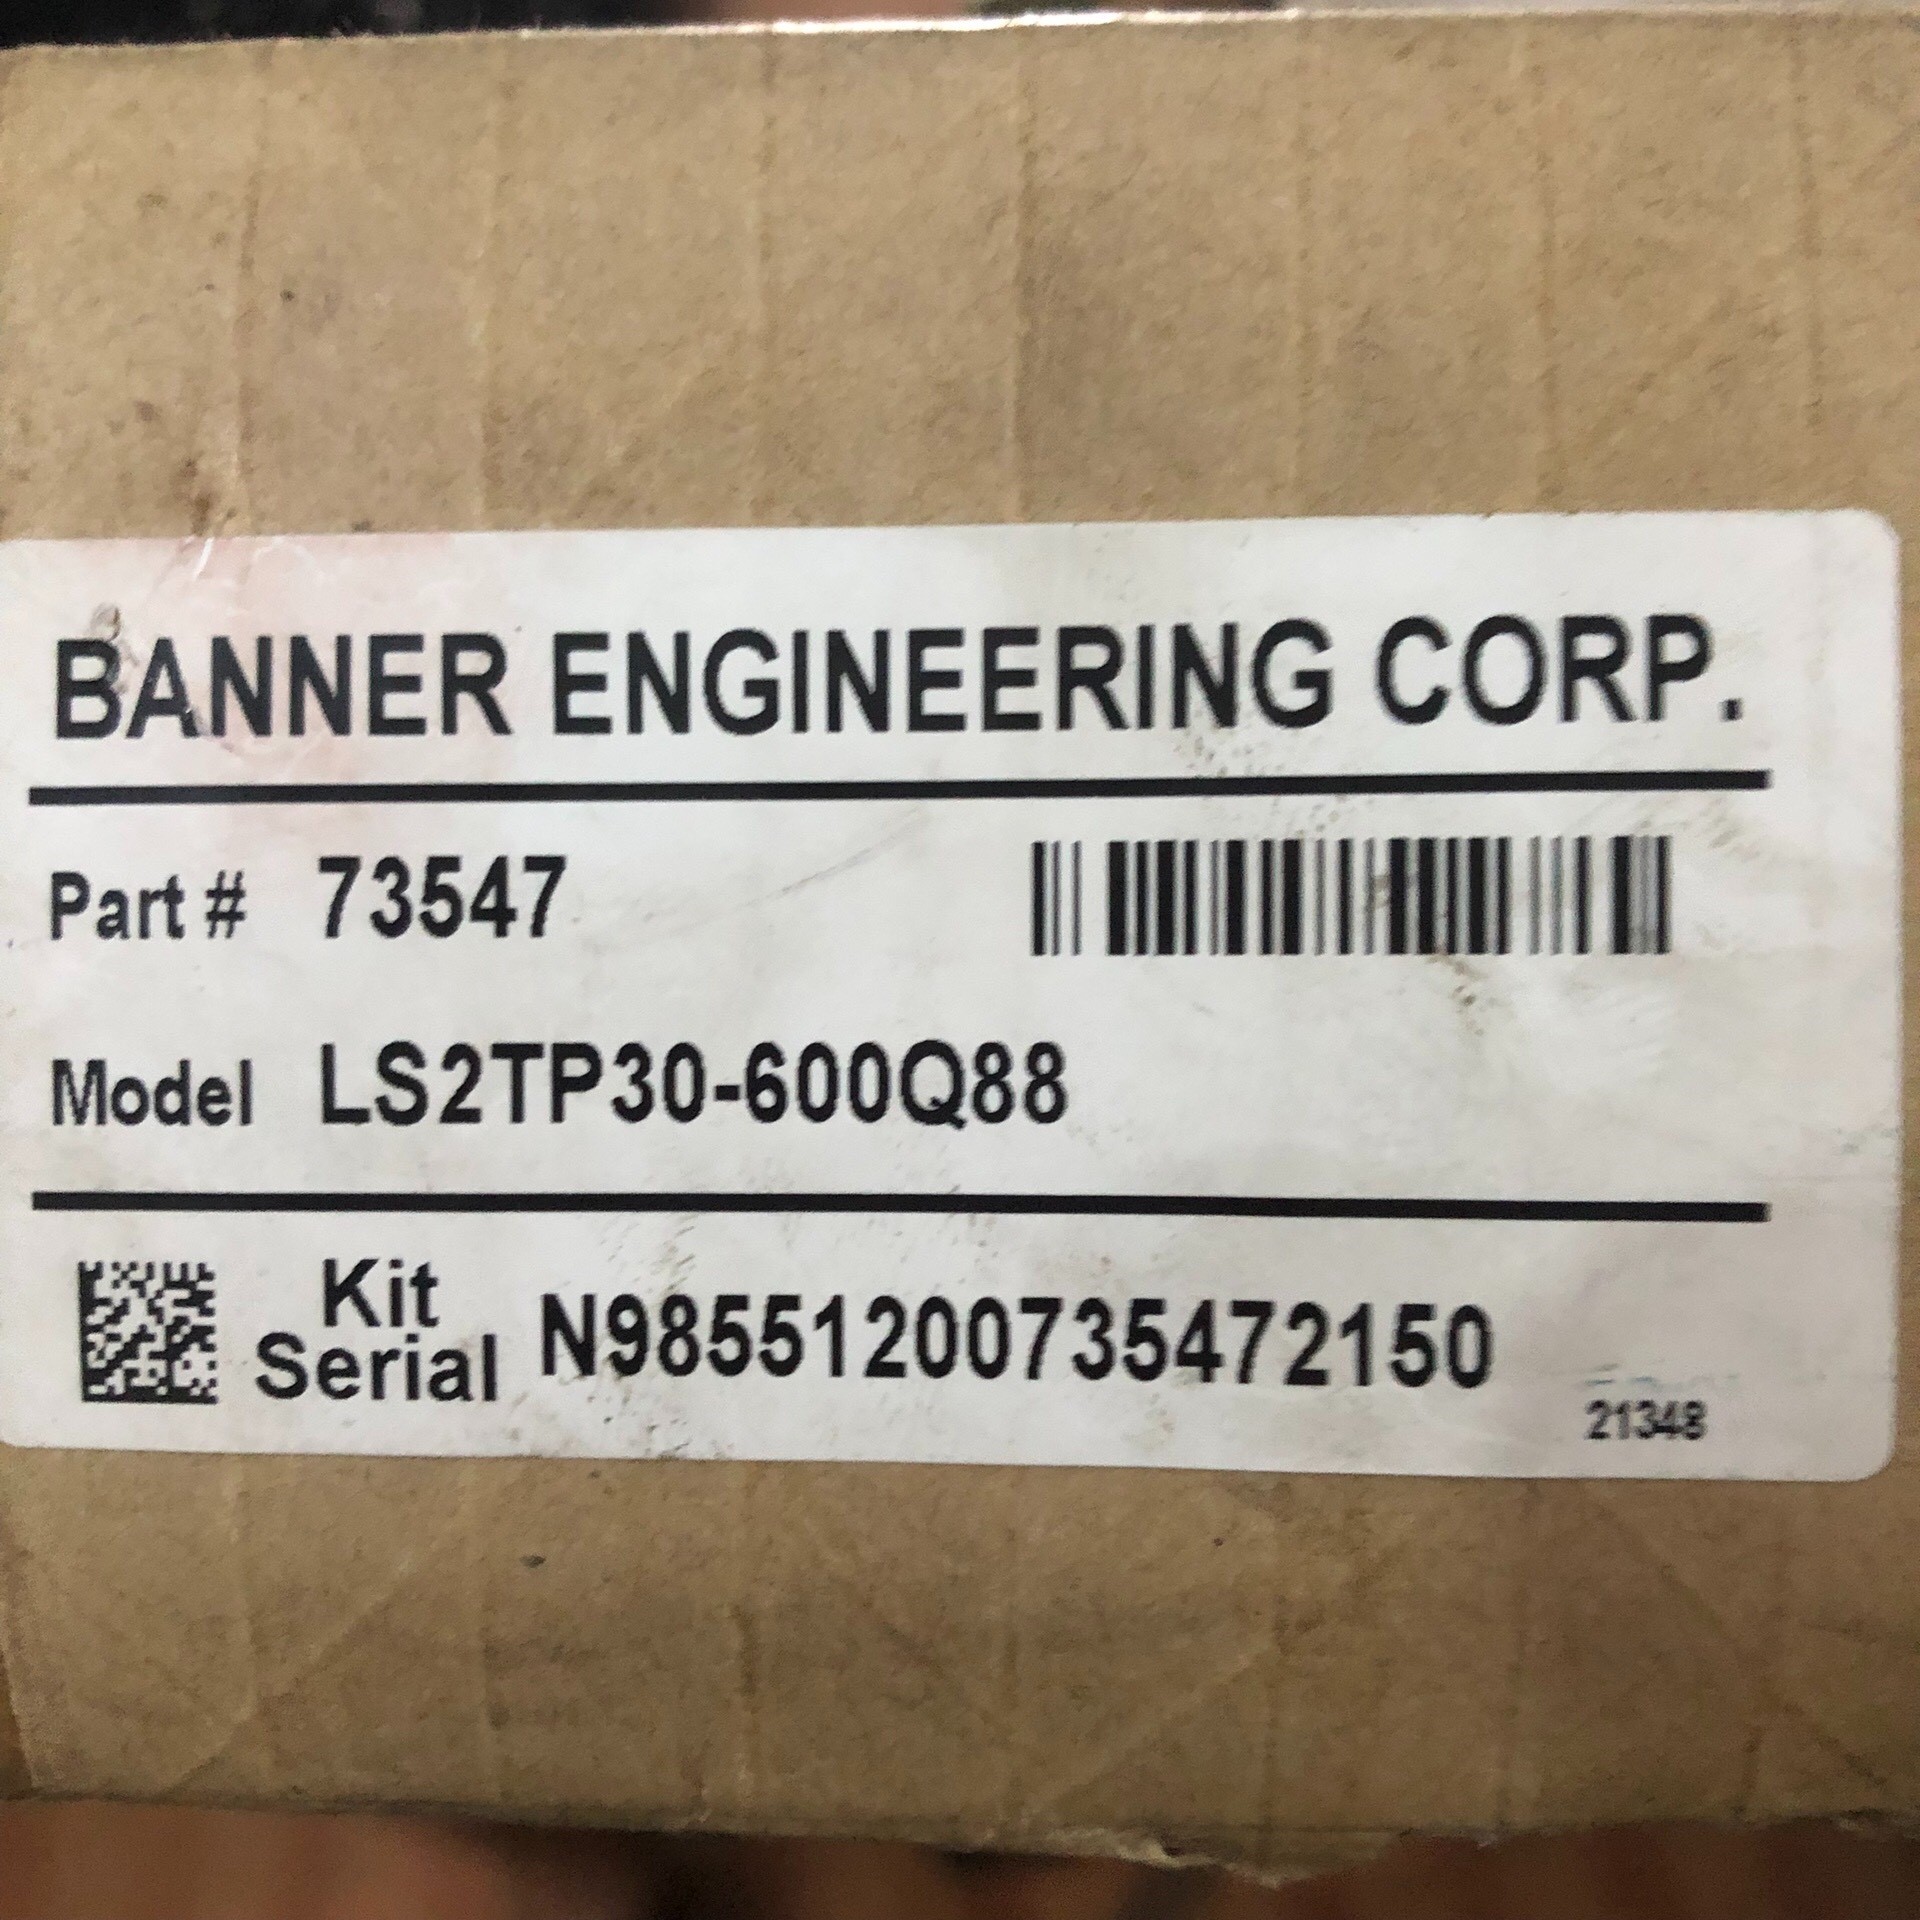 BANNER ENGINEERING CORP.
Part # 73547
Model LS2TP30-600Q88
Kit Serial N98551200735472150
21348